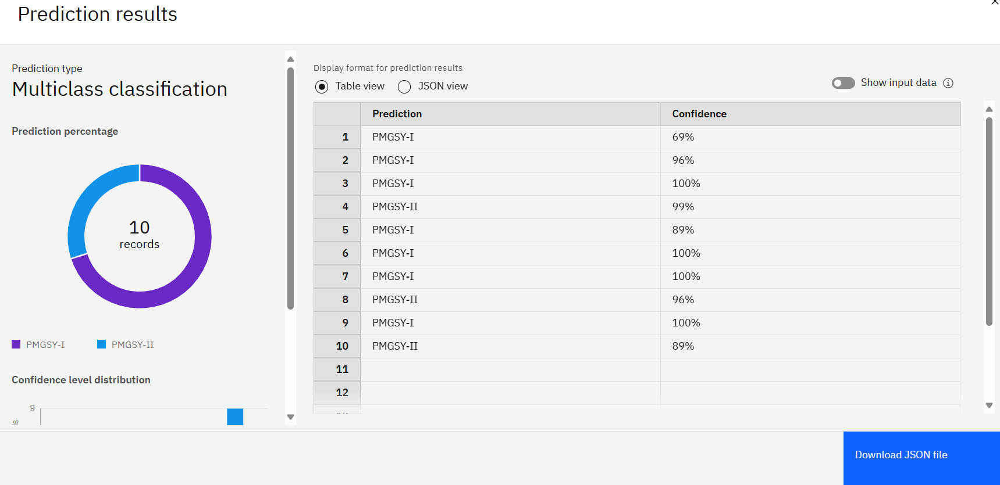 Prediction results
Prediction type
Multiclass classification
Prediction percentage
10
records
PMGSY-I PMGSY-II
Confidence level distribution
9
Display format for prediction results
Table view JSON view
Show input data
Prediction Confidence
1 PMGSY-I 69%
2 PMGSY-I 96%
3 PMGSY-I 100%
4 PMGSY-II 99%
5 PMGSY-I 89%
6 PMGSY-I 100%
7 PMGSY-I 100%
8 PMGSY-II 96%
9 PMGSY-I 100%
10 PMGSY-II 89%
11
12
Download JSON file